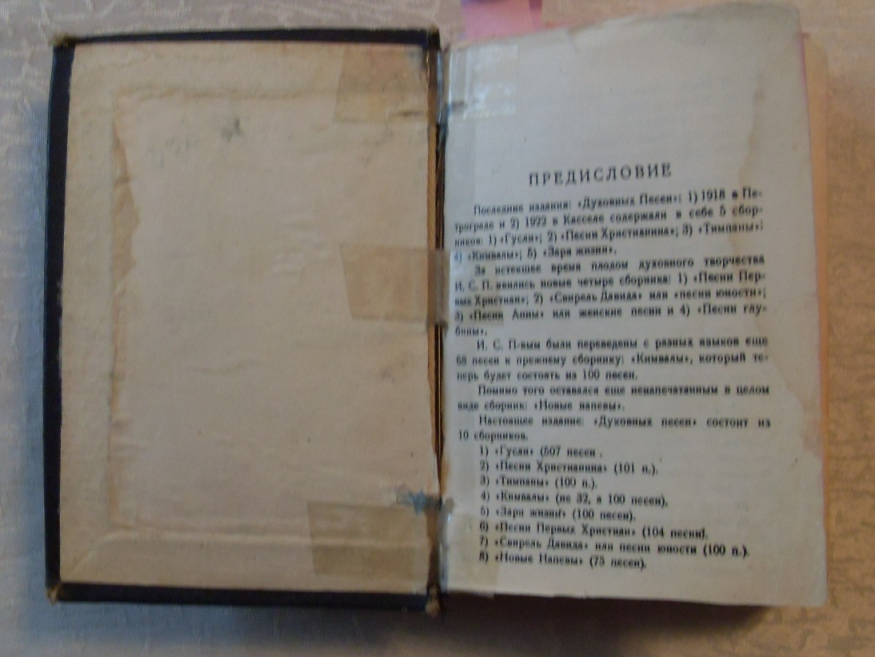 ПРЕДИСЛОВИЕ
Последние издания: «Духовных Песен»: 1) 1918 в Пе-
трограде и 2) 1922 в Касселе содержали в себе 5 сбор-
ников: 1) «Гусли»; 2) «Песни Христианина»; 3) «Тимпаны»;
4) «Кимвалы»; 5) «Заря жизни».
За истекшее время плодом духовного творчества
И. С. П. явились новые четыре сборника: 1) «Песни Пер-
вых Христиан»; 2) «Свирель Давида» или «песни юности»;
3) «Песни Анны» или женские песни и 4) «Песни глу-
бины».
И. С. П-вым были переведены с разных языков еще
68 песен к прежнему сборнику: «Кимвалы», который те-
перь будет состоять из 100 песен.
Помимо того оставался еще ненапечатанным в целом
виде сборник: «Новые напевы».
Настоящее издание: «Духовных песен» состоит из
10 сборников.
1) «Гусли» (507 песен .
2) «Песни Христианина» (101 п.).
3) «Тимпаны» (100 п.).
4) «Кимвалы» (не 32, а 100 песен).
5) «Заря жизни» (100 песен).
6) «Песни Первых Христиан» (104 песни).
7) «Свирель Давида» или песни юности (100 п.).
8) «Новые Напевы» (75 песен).